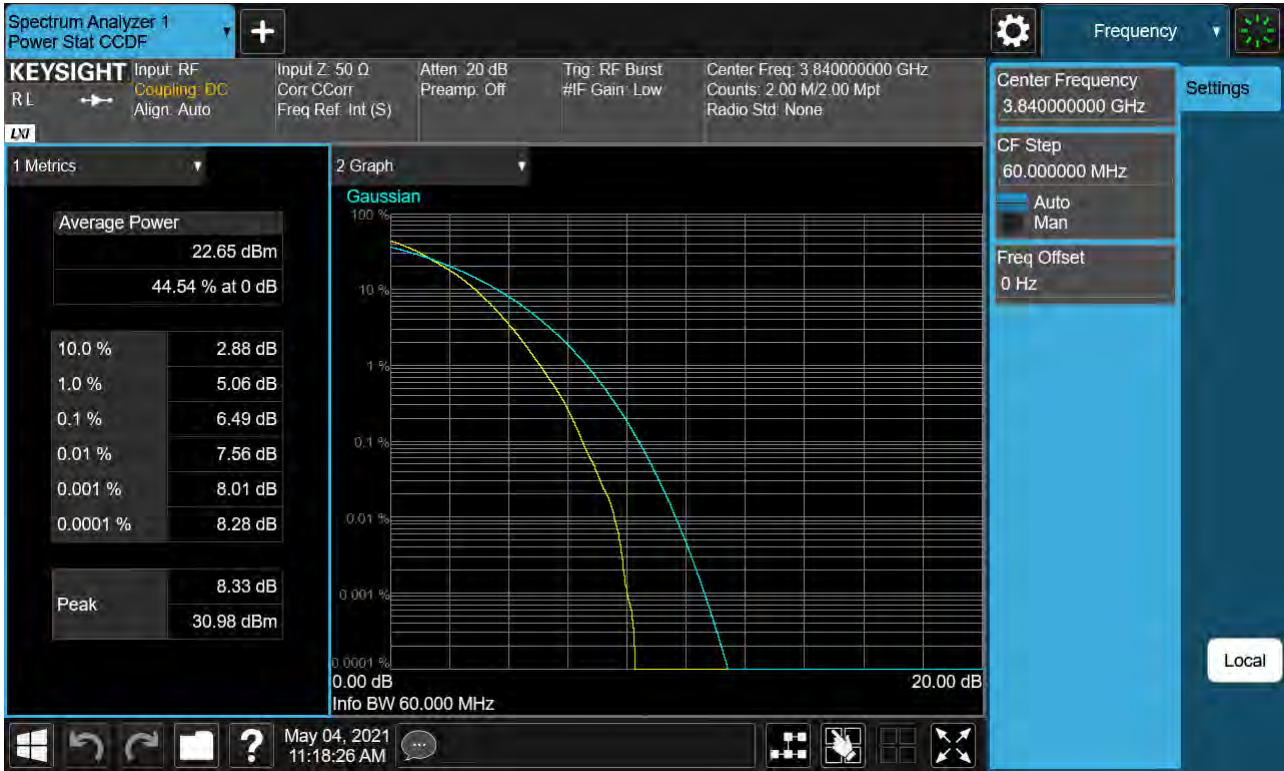 Spectrum Analyzer 1
Power Stat CCDF
+
Frequency
KEYSIGHT
RL
LXI
Input: RF
Coupling: DC
Align: Auto
Input Z: 50 Ω
Corr CCorr
Freq Ref: Int (S)
Atten: 20 dB
Preamp: Off
Trig: RF Burst
#IF Gain: Low
Center Freq: 3.840000000 GHz
Counts: 2.00 M/2.00 Mpt
Radio Std: None
Center Frequency
3.840000000 GHz
Settings
CF Step
60.000000 MHz
Auto
Man
Freq Offset
0 Hz
1 Metrics
Average Power
22.65 dBm
44.54 % at 0 dB
10.0 % 2.88 dB
1.0 % 5.06 dB
0.1 % 6.49 dB
0.01 % 7.56 dB
0.001 % 8.01 dB
0.0001 % 8.28 dB
Peak
8.33 dB
30.98 dBm
2 Graph
Gaussian
100 %
10 %
1 %
0.1 %
0.01 %
0.001 %
0.0001 %
0.00 dB 20.00 dB
Info BW 60.000 MHz
Local
?
May 04, 2021
11:18:26 AM